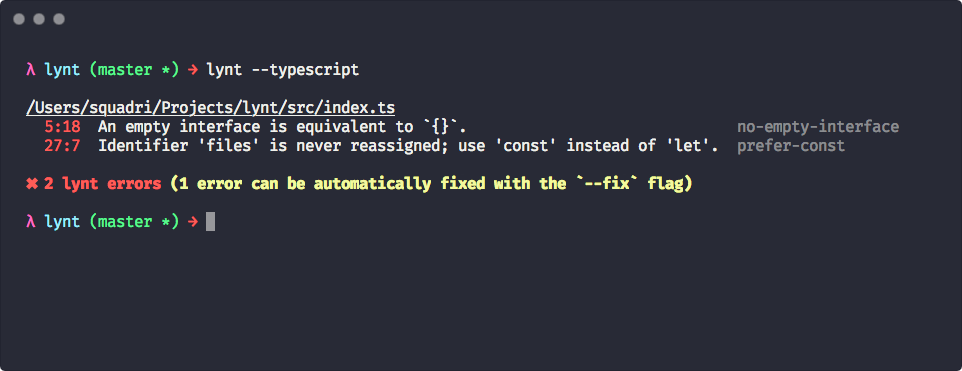 λ lynt (master *) → lynt --typescript
/Users/squadri/Projects/lynt/src/index.ts
5:18 An empty interface is equivalent to `{}`. no-empty-interface
27:7 Identifier 'files' is never reassigned; use 'const' instead of 'let'. prefer-const
✖ 2 lynt errors (1 error can be automatically fixed with the `--fix` flag)
λ lynt (master *) →